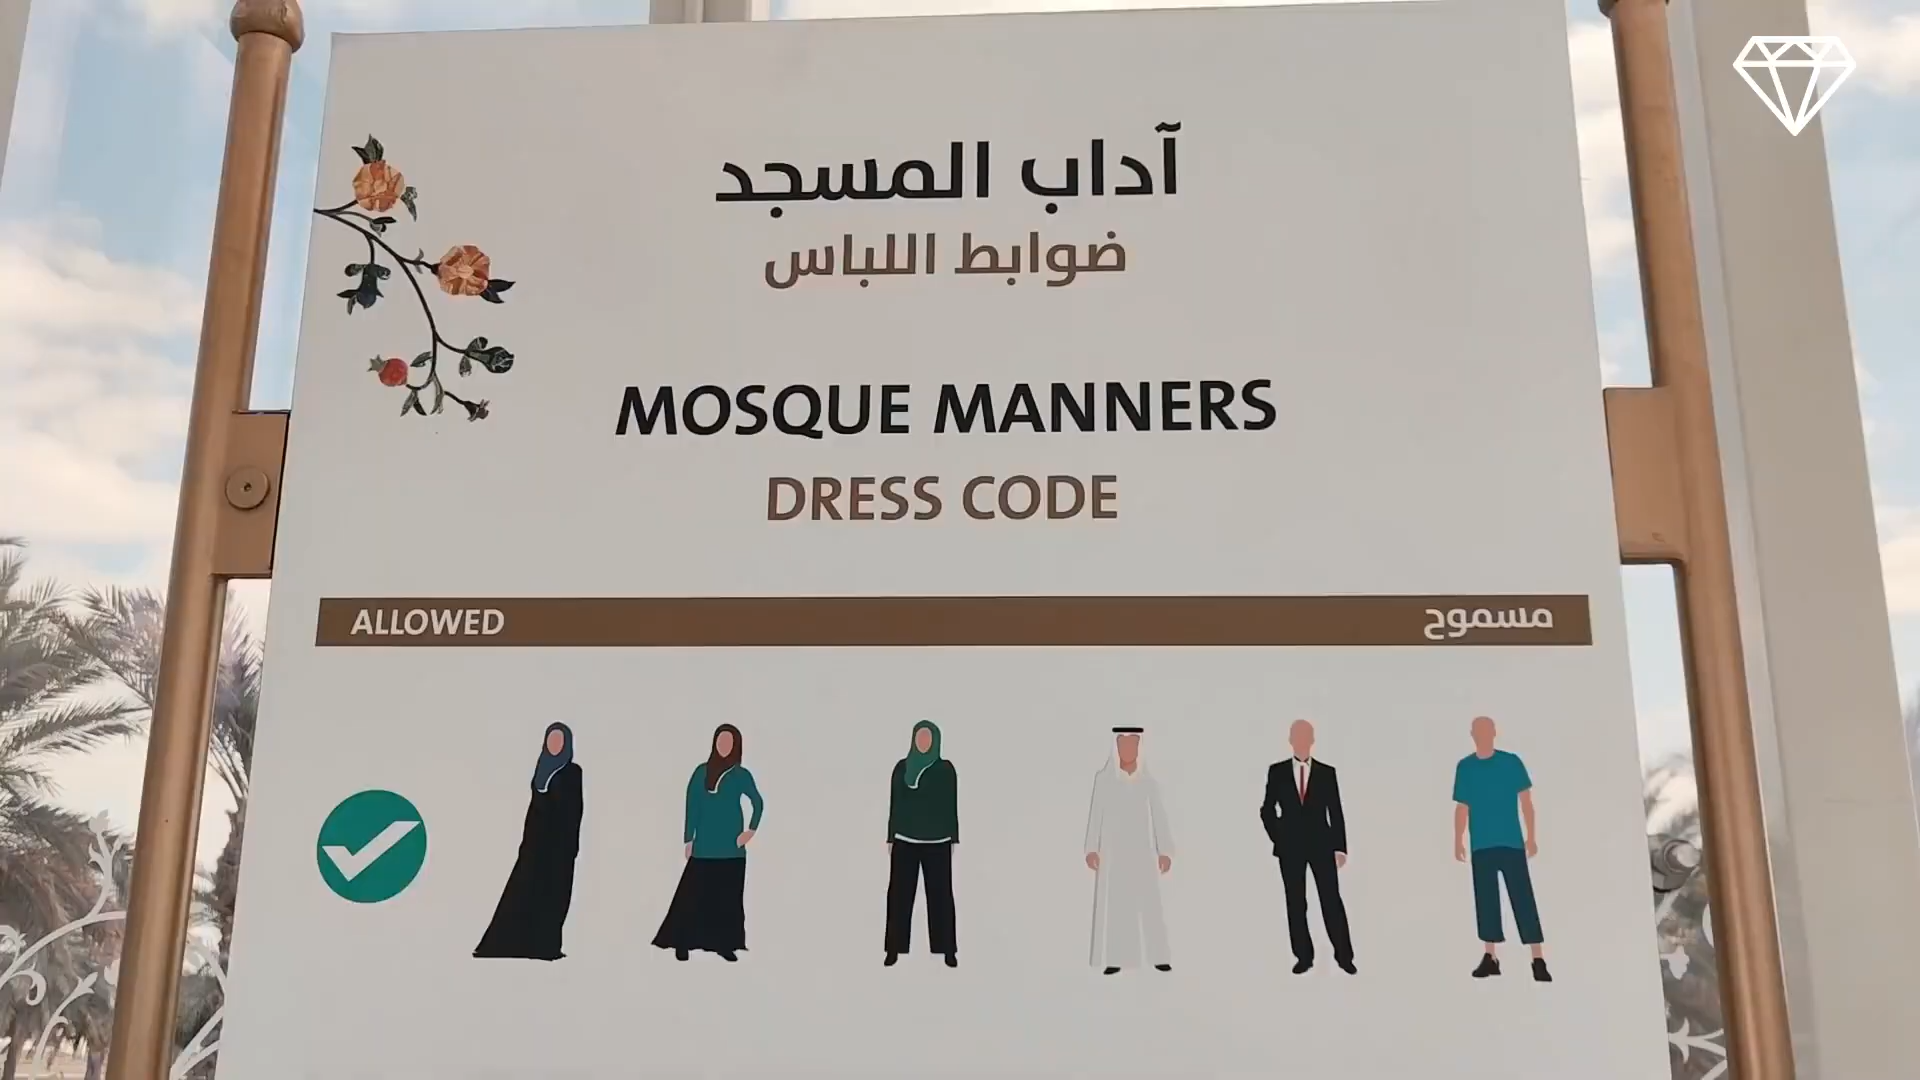 آداب المسجد
ضوابط اللباس
MOSQUE MANNERS
DRESS CODE
ALLOWED
مسموح